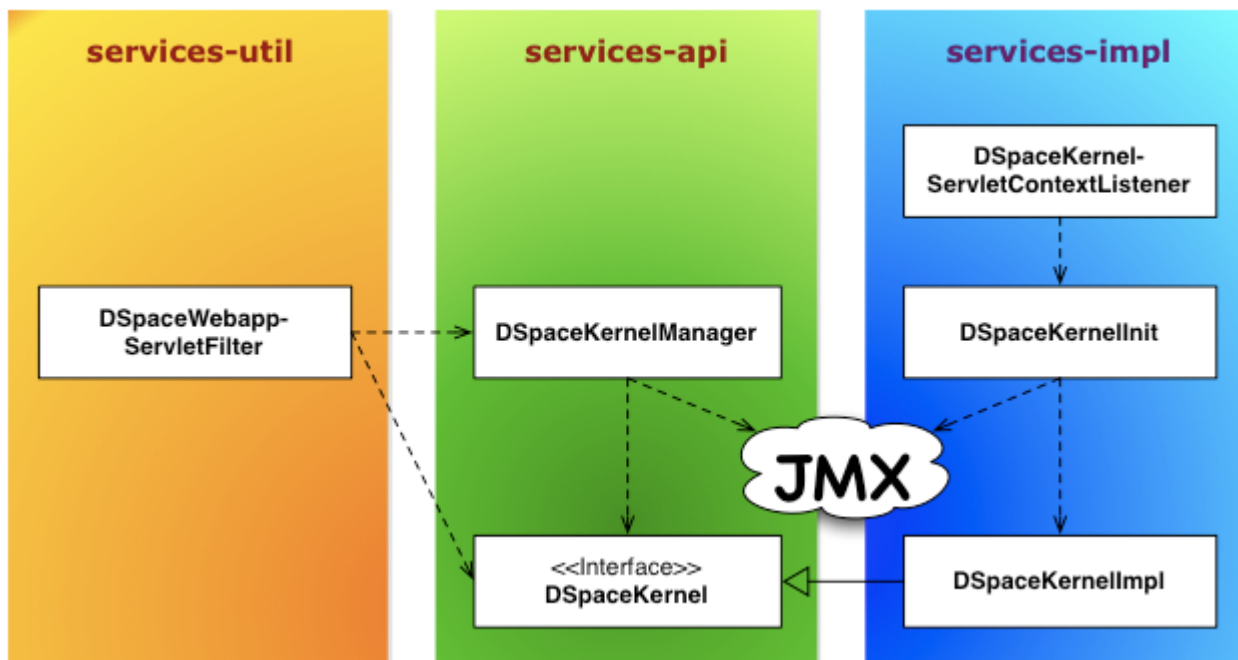 services-util
services-api
services-impl
DSpaceKernel-
ServletContextListener
DSpaceWebapp-
ServletFilter
DSpaceKernelManager
DSpaceKernelInit
JMX
<<Interface>>
DSpaceKernel
DSpaceKernelImpl